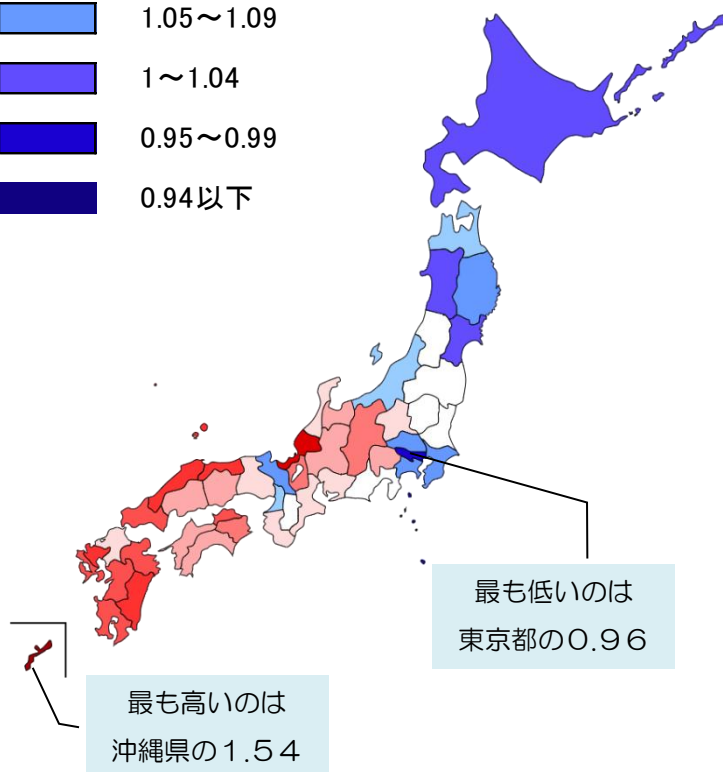 1.05～1.09
1～1.04
0.95～0.99
0.94以下
最も低いのは
東京都の０.９６
最も高いのは
沖縄県の１.５４